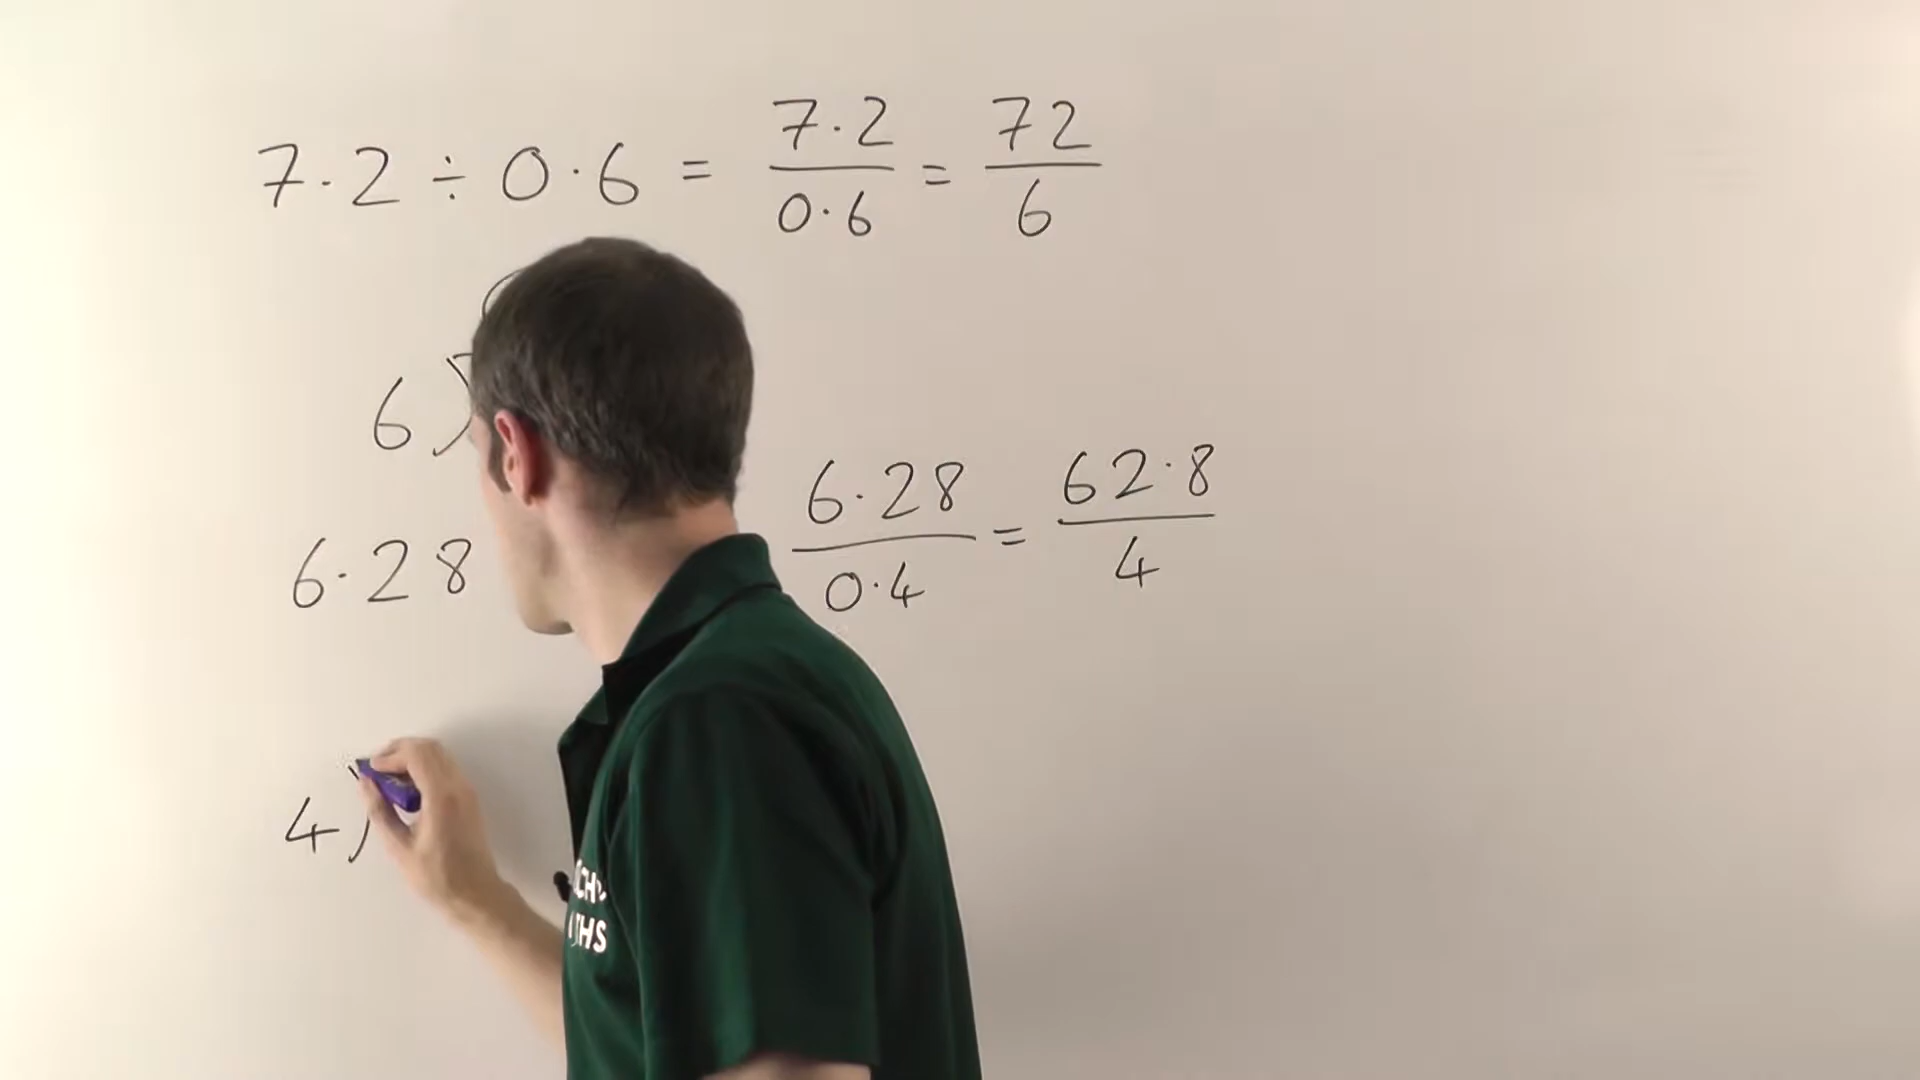 7.2 ÷ 0.6 = 7.2/0.6 = 72/6
6)
6.28 6.28/0.4 = 62.8/4
4)
THS